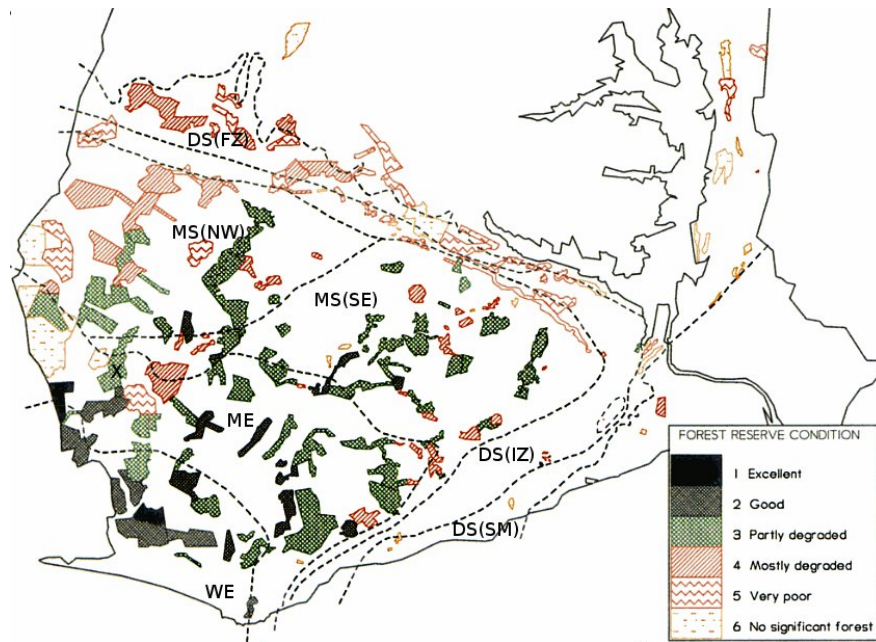 DS(FZ)
MS(NW)
MS(SE)
X
ME
DS(IZ)
DS(SM)
WE
FOREST RESERVE CONDITION
1 Excellent
2 Good
3 Partly degraded
4 Mostly degraded
5 Very poor
6 No significant forest